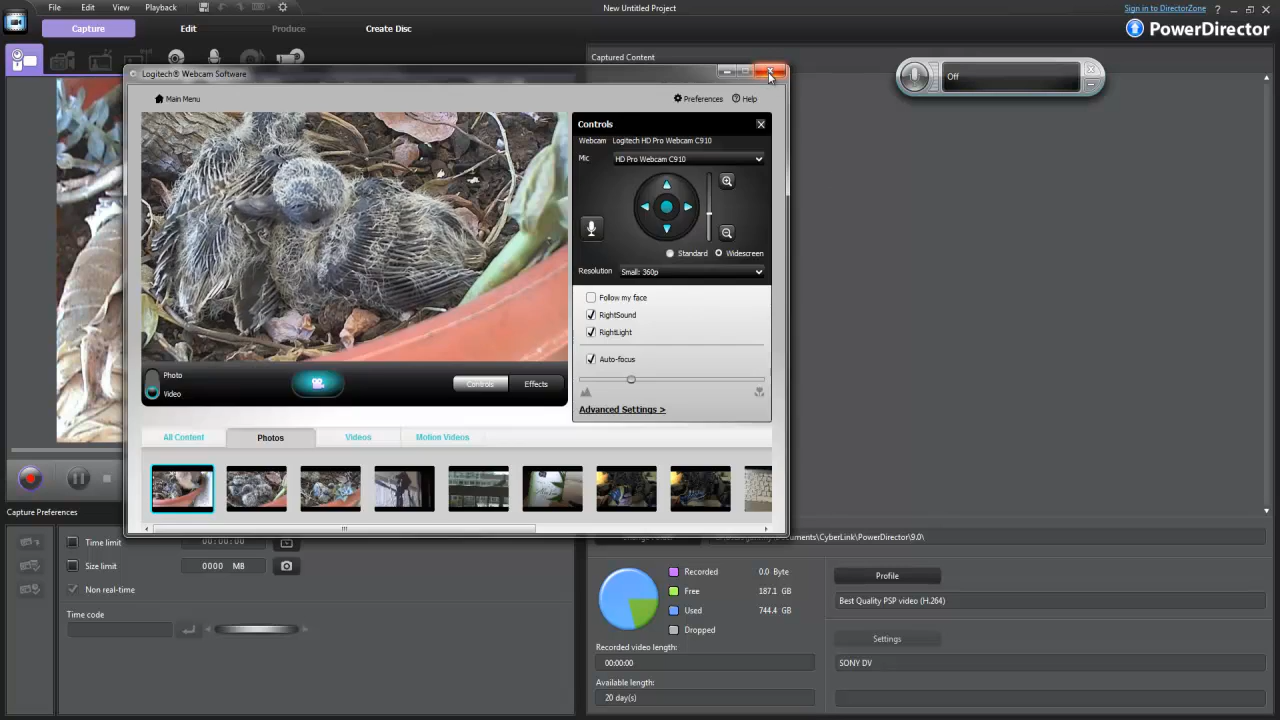 File Edit View Playback
New Untitled Project
Sign in to DirectorZone ?
Capture Edit Produce Create Disc
PowerDirector
Captured Content
Logitech® Webcam Software
Off
Main Menu
Preferences Help
Controls
Webcam Logitech HD Pro Webcam C910
Mic HD Pro Webcam C910
Standard Widescreen
Resolution Small: 360p
Follow my face
RightSound
RightLight
Auto-focus
Advanced Settings >
Photo
Video
Controls Effects
All Content Photos Videos Motion Videos
Capture Preferences
Time limit 00:00:00
Size limit 0000 MB
Non real-time
Time code
\CyberLink\PowerDirector\9.0\
Recorded 0.0 Byte
Free 187.1 GB
Used 744.4 GB
Dropped
Recorded video length:
00:00:00
Available length:
20 day(s)
Profile
Best Quality PSP video (H.264)
Settings
SONY DV